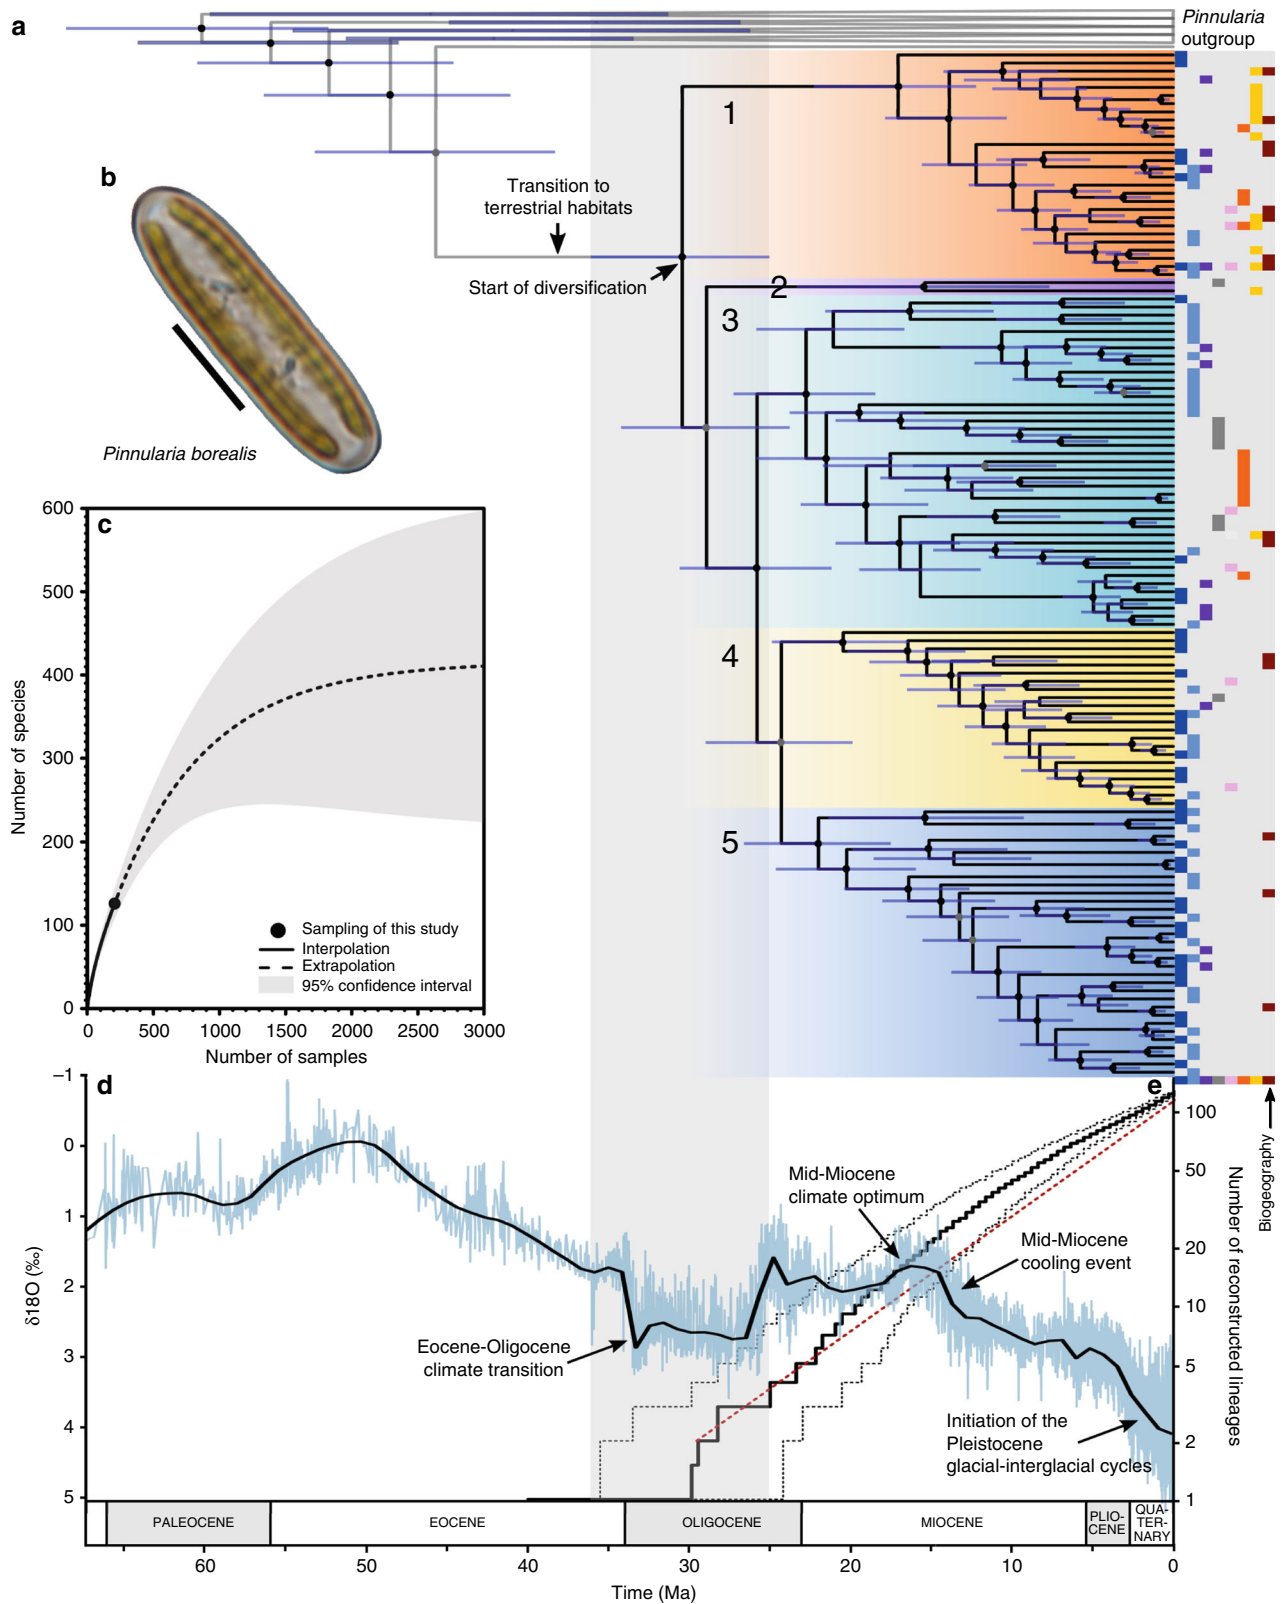 a
Pinnularia
outgroup
1
b
Transition to
terrestrial habitats
Start of diversification
2
3
Pinnularia borealis
4
5
c
600
500
400
300
200
100
0
Number of species
Sampling of this study
Interpolation
Extrapolation
95% confidence interval
0
500
1000
1500
2000
2500
3000
Number of samples
d
e
Biogeography
–1
0
1
2
3
4
5
δ18O (‰)
Mid-Miocene
climate optimum
Mid-Miocene
cooling event
Eocene-Oligocene
climate transition
Initiation of the
Pleistocene
glacial-interglacial cycles
100
50
20
10
5
2
1
Number of reconstructed lineages
PALEOCENE
EOCENE
OLIGOCENE
MIOCENE
PLIO-
CENE
QUA-
TER-
NARY
60
50
40
30
20
10
0
Time (Ma)